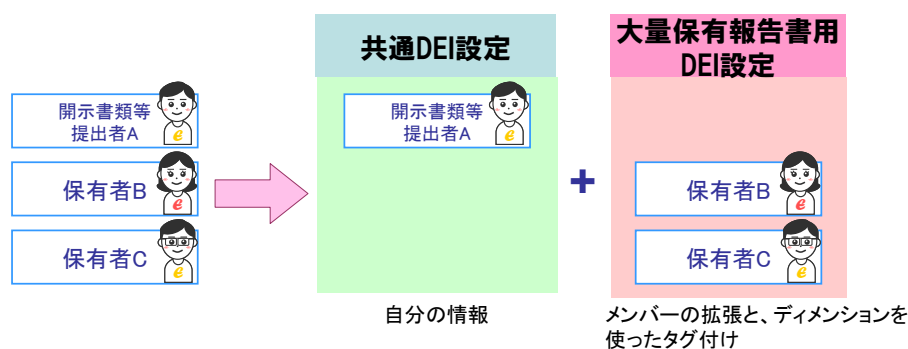 共通DEI設定
大量保有報告書用
DEI設定
開示書類等
提出者A
e
保有者B
e
保有者C
e
開示書類等
提出者A
e
+
保有者B
e
保有者C
e
自分の情報
メンバーの拡張と、ディメンションを
使ったタグ付け